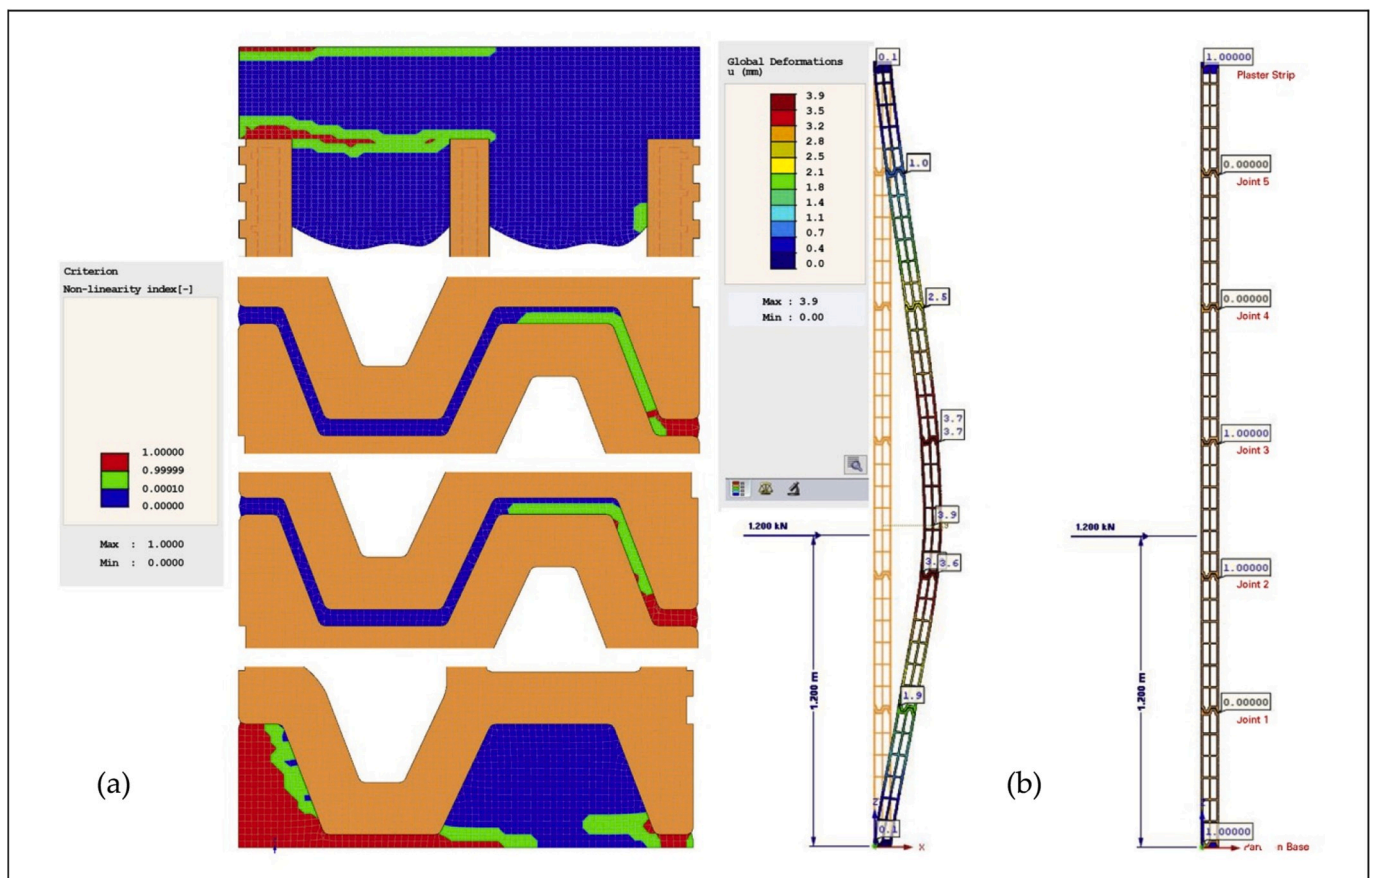 Criterion
Non-linearity index[-]
1.00000
0.99999
0.00010
0.00000
Max : 1.0000
Min : 0.0000
(a)
Global Deformations
u (mm)
3.9
3.5
3.2
2.8
2.5
2.1
1.8
1.4
1.1
0.7
0.4
0.0
Max : 3.9
Min : 0.00
0.1
1.0
2.5
3.7
3.7
3.9
3.6
1.9
0.1
1.200 kN
1.200 m
Z
X
(b)
1.00000
Plaster Strip
0.00000
Joint 5
0.00000
Joint 4
1.00000
Joint 3
1.200 kN
1.00000
Joint 2
1.200 m
0.00000
Joint 1
1.00000
Base